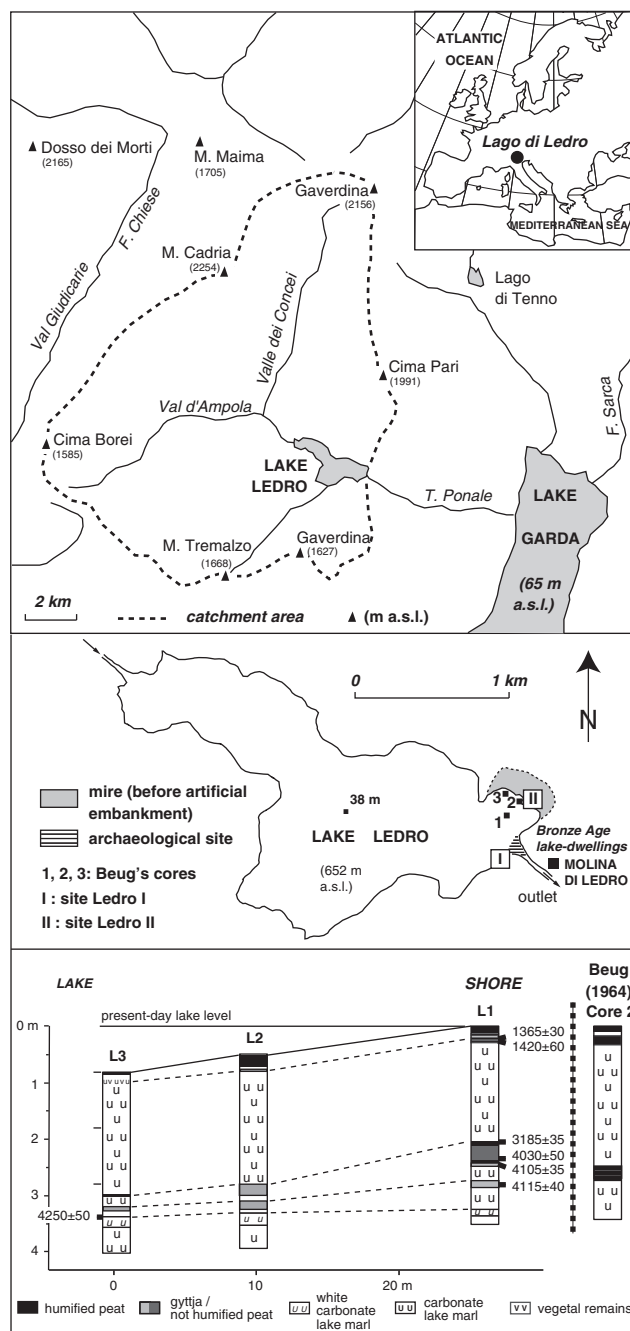 ATLANTIC
OCEAN
Lago di Ledro
MEDITERRANEAN SEA
Dosso dei Morti
(2165)
M. Maima
(1705)
F. Chiese
Val Giudicarie
Gaverdina
(2156)
M. Cadria
(2254)
Valle dei Concei
Lago
di Tenno
Cima Pari
(1991)
F. Sarca
Val d'Ampola
Cima Borei
(1585)
LAKE
LEDRO
T. Ponale
LAKE
GARDA
(65 m
a.s.l.)
M. Tremalzo
(1668)
Gaverdina
(1627)
2 km
catchment area
(m a.s.l.)
0 1 km
N
mire (before artificial
embankment)
archaeological site
1, 2, 3: Beug's cores
I : site Ledro I
II : site Ledro II
38 m
LAKE LEDRO
(652 m
a.s.l.)
3
2
II
1
Bronze Age
lake-dwellings
MOLINA
DI LEDRO
I
outlet
LAKE
SHORE
Beug
(1964)
Core 2
present-day lake level
0 m
L3
L2
L1
1365±30
1420±60
1
2
3185±35
4030±50
4105±35
3
4115±40
4250±50
4
0 10 20 m
humified peat
gyttja /
not humified peat
white
carbonate
lake marl
carbonate
lake marl
vegetal remains